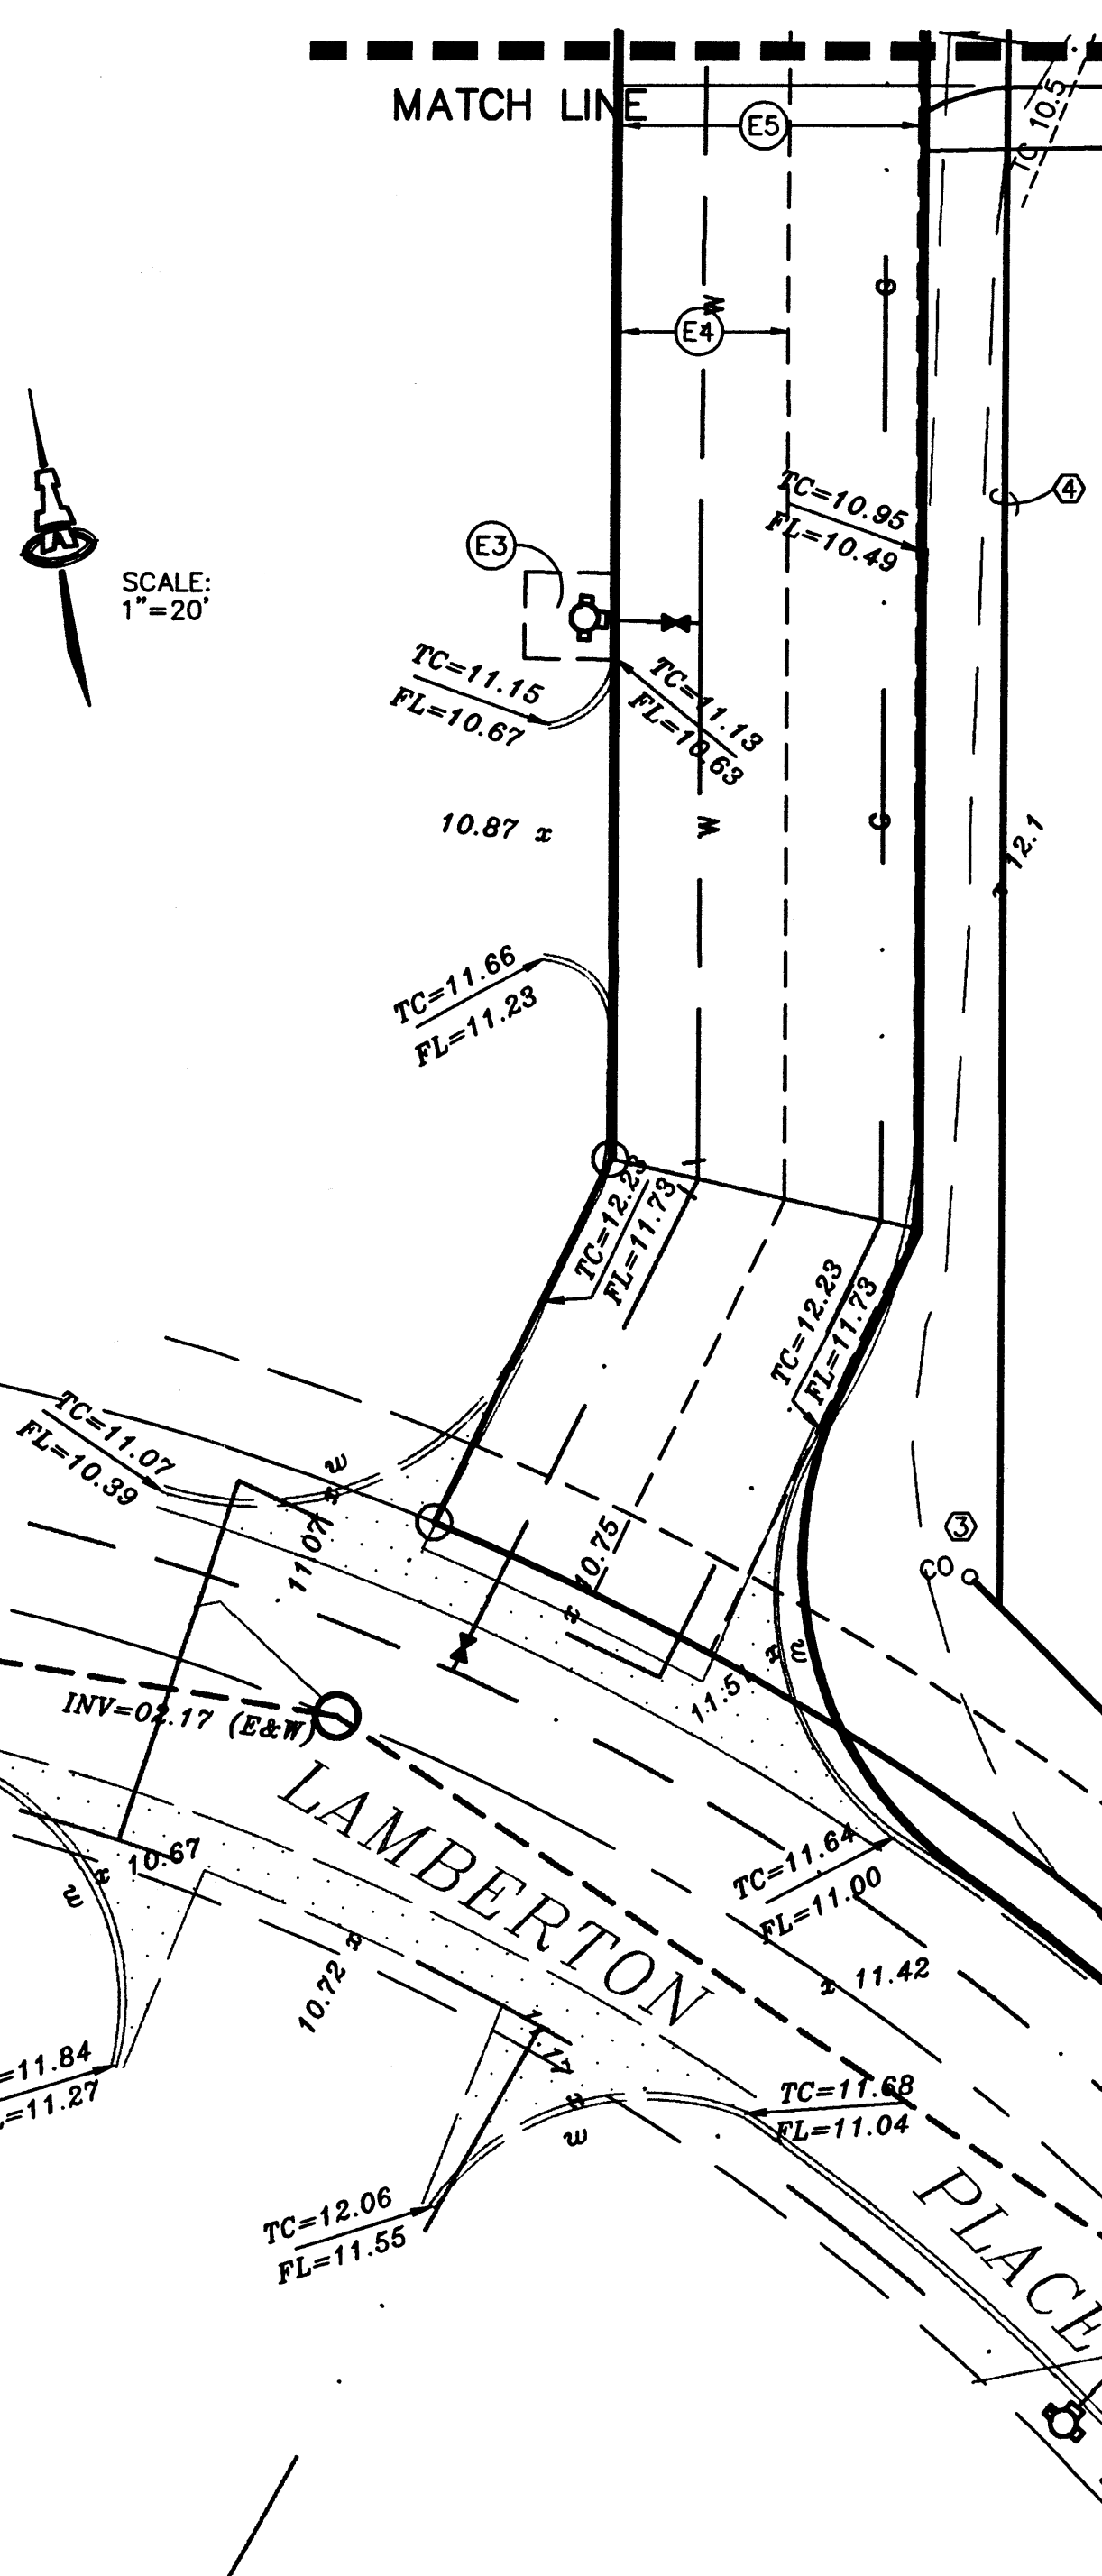 MATCH LINE
E5
TC 10.5
W
G
E4
TC=10.95
FL=10.49
4
E3
SCALE:
1"=20'
TC=11.15
FL=10.67
TC=11.13
FL=10.63
10.87 x
W
G
x 12.1
TC=11.66
FL=11.23
TC=12.23
FL=11.73
TC=12.23
FL=11.73
TC=11.07
FL=10.39
11.07 x
x 10.75
3
CO
11.51 x
INV=02.17 (E&W)
LAMBERTON
10.67 x
TC=11.64
FL=11.00
10.72 x
x 11.42
=11.84
=11.27
TC=11.68
FL=11.04
TC=12.06
FL=11.55
PLACE